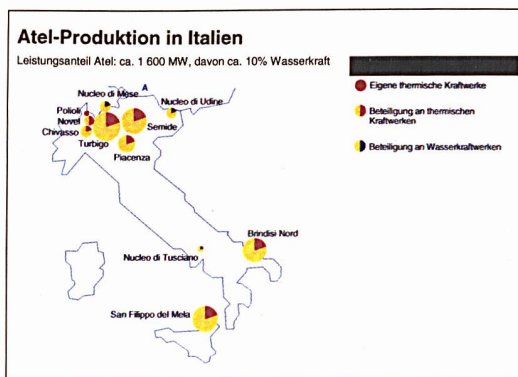 Atel-Produktion in Italien
Leistungsanteil Atel: ca. 1 600 MW, davon ca. 10% Wasserkraft
A
Nucleo di Mese
Nucleo di Udine
Polioli
Novel
Chivasso
Semide
Turbigo
Piacenza
Brindisi Nord
Nucleo di Tusciano
San Filippo del Mela
Eigene thermische Kraftwerke
Beteiligung an thermischen
Kraftwerken
Beteiligung an Wasserkraftwerken